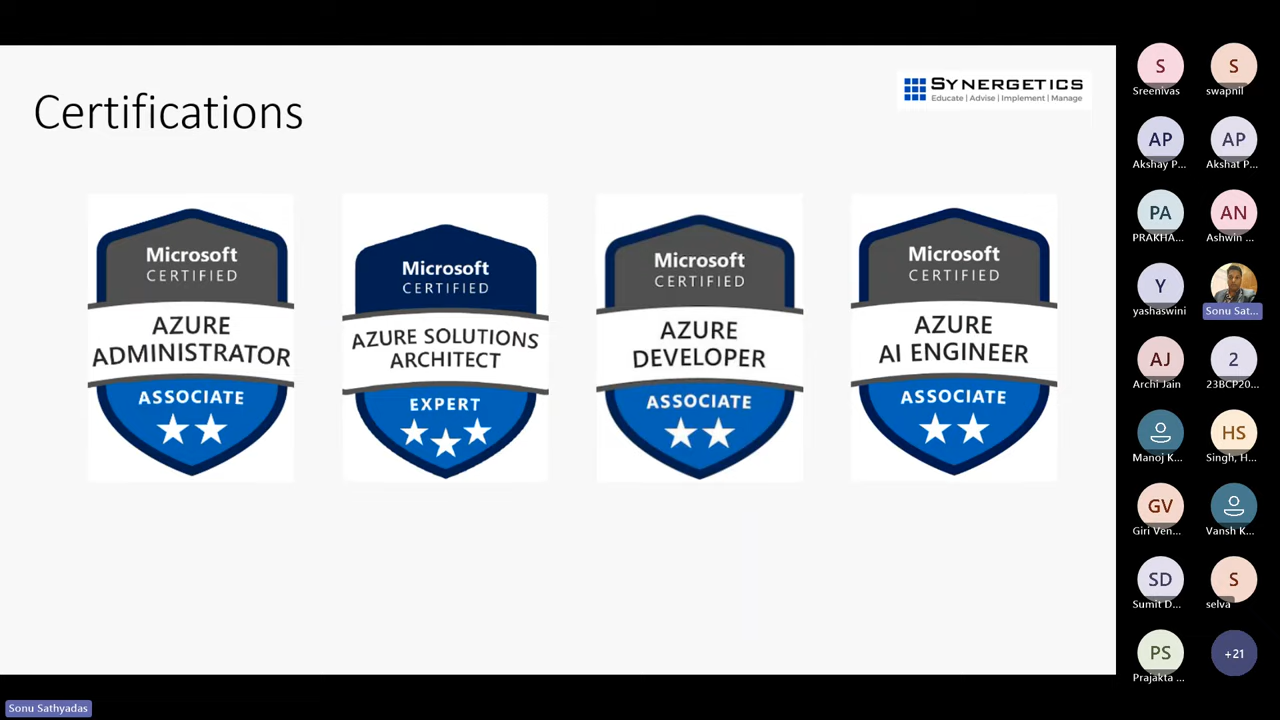 Certifications
SYNERGETICS
Educate | Advise | Implement | Manage
Microsoft
CERTIFIED
AZURE
ADMINISTRATOR
ASSOCIATE
Microsoft
CERTIFIED
AZURE SOLUTIONS
ARCHITECT
EXPERT
Microsoft
CERTIFIED
AZURE
DEVELOPER
ASSOCIATE
Microsoft
CERTIFIED
AZURE
AI ENGINEER
ASSOCIATE
S
Sreenivas
S
swapnil
AP
Akshay P...
AP
Akshat P...
PA
PRAKHA...
AN
Ashwin ...
Y
yashaswini
Sonu Sat...
AJ
Archi Jain
2
23BCP20...
Manoj K...
HS
Singh, H...
GV
Giri Ven...
Vansh K...
SD
Sumit D...
S
selva
PS
Prajakta ...
+21
Sonu Sathyadas